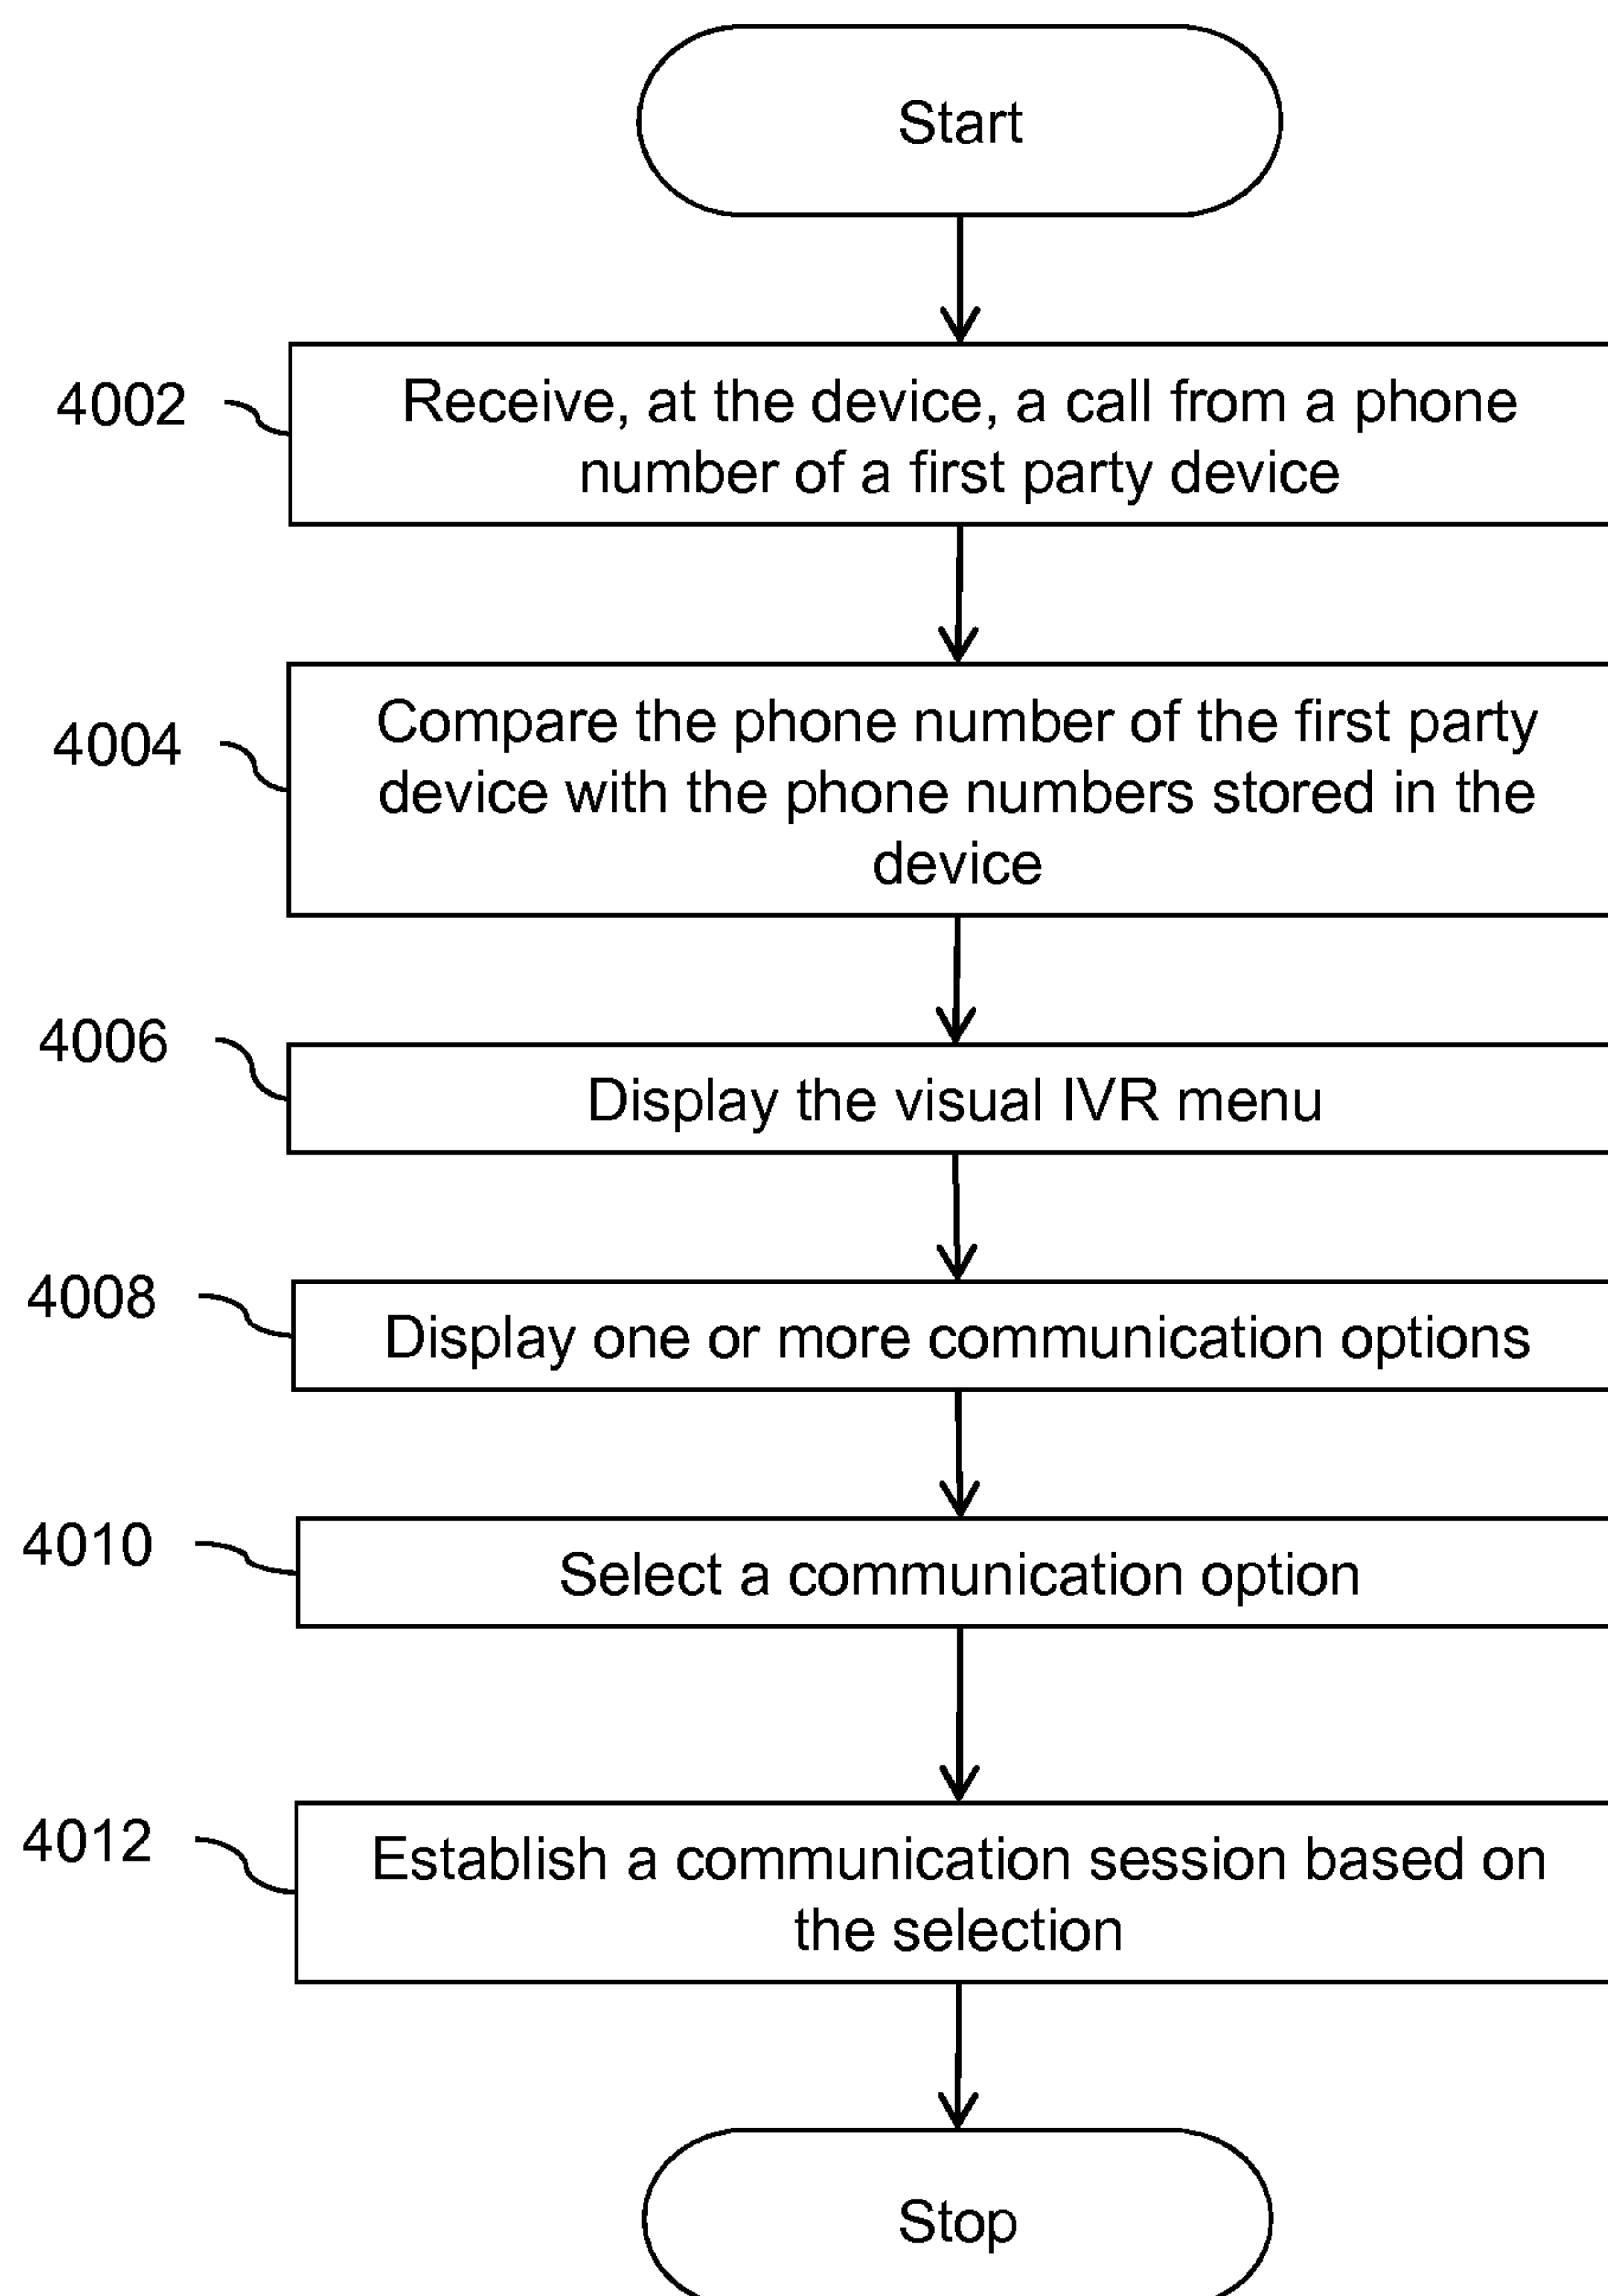 Start
4002
Receive, at the device, a call from a phone
number of a first party device
4004
Compare the phone number of the first party
device with the phone numbers stored in the
device
4006
Display the visual IVR menu
4008
Display one or more communication options
4010
Select a communication option
4012
Establish a communication session based on
the selection
Stop